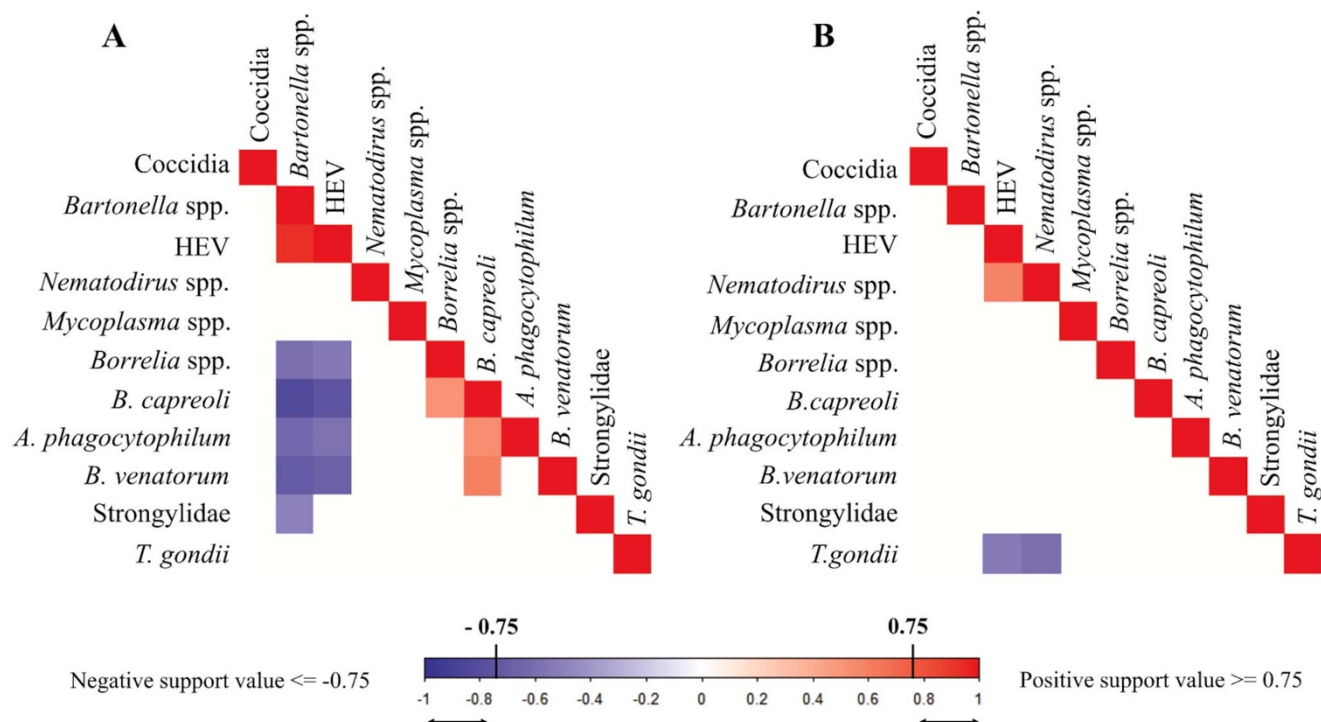 A
Coccidia
Bartonella spp.
HEV
Nematodirus spp.
Mycoplasma spp.
Borrelia spp.
B. capreoli
A. phagocytophilum
B. venatorum
Strongylidae
T. gondii
Coccidia
Bartonella spp.
HEV
Nematodirus spp.
Mycoplasma spp.
Borrelia spp.
B. capreoli
A. phagocytophilum
B. venatorum
Strongylidae
T. gondii
B
Coccidia
Bartonella spp.
HEV
Nematodirus spp.
Mycoplasma spp.
Borrelia spp.
B. capreoli
A. phagocytophilum
B. venatorum
Strongylidae
T. gondii
Coccidia
Bartonella spp.
HEV
Nematodirus spp.
Mycoplasma spp.
Borrelia spp.
B.capreoli
A. phagocytophilum
B.venatorum
Strongylidae
T.gondii
- 0.75 0.75
Negative support value <= -0.75
-1 -0.8 -0.6 -0.4 -0.2 0 0.2 0.4 0.6 0.8 1
Positive support value >= 0.75